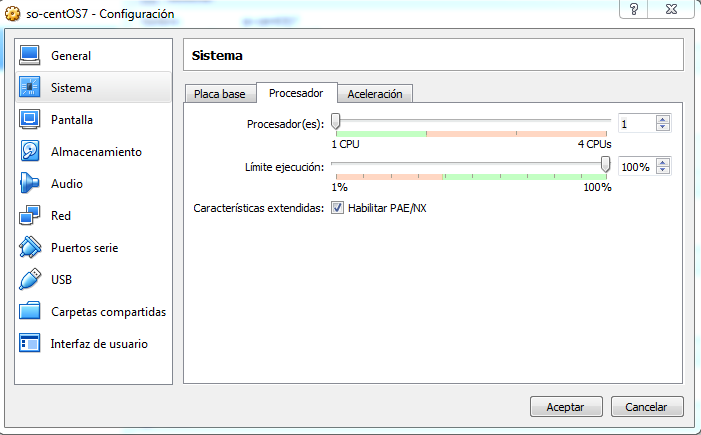 so-centOS7 - Configuración
?
General
Sistema
Pantalla
Almacenamiento
Audio
Red
Puertos serie
USB
Carpetas compartidas
Interfaz de usuario
Sistema
Placa base Procesador Aceleración
Procesador(es): 1
1 CPU 4 CPUs
Límite ejecución: 100%
1% 100%
Características extendidas: Habilitar PAE/NX
Aceptar Cancelar